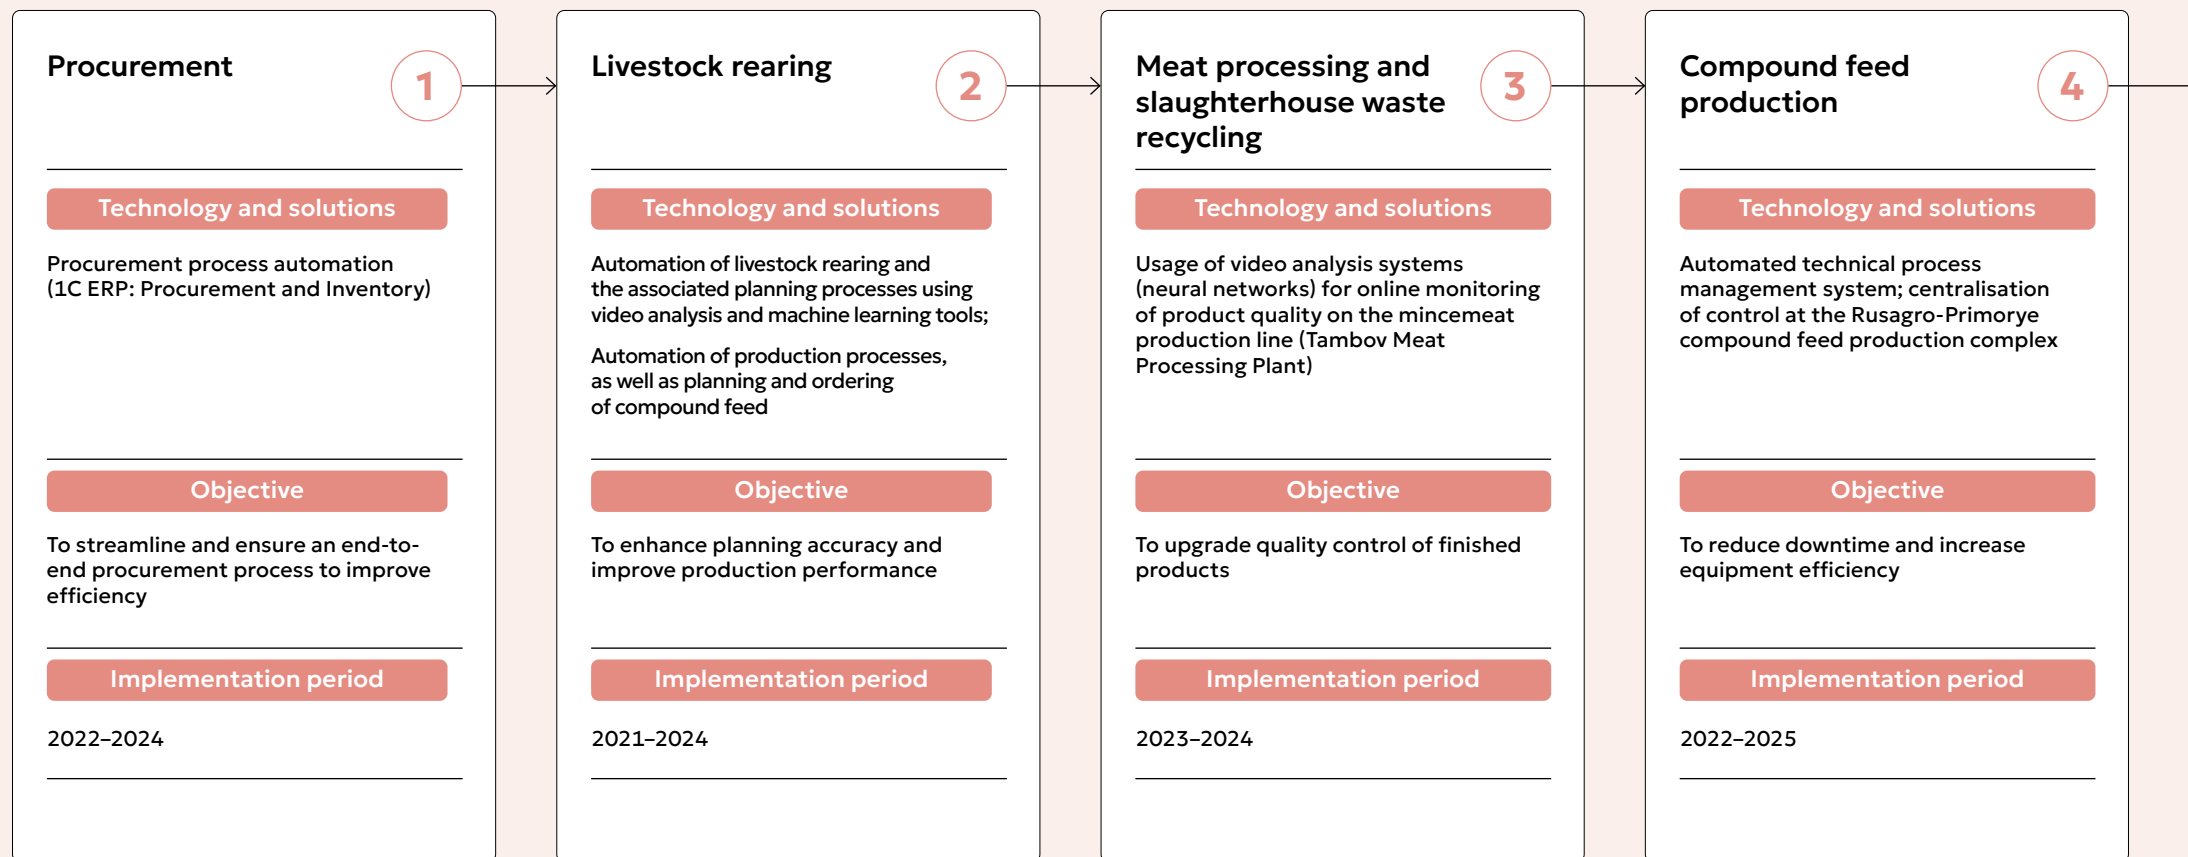 Procurement
1
Technology and solutions
Procurement process automation
(1C ERP: Procurement and Inventory)
Objective
To streamline and ensure an end-to-
end procurement process to improve
efficiency
Implementation period
2022–2024
Livestock rearing
2
Technology and solutions
Automation of livestock rearing and
the associated planning processes using
video analysis and machine learning tools;
Automation of production processes,
as well as planning and ordering
of compound feed
Objective
To enhance planning accuracy and
improve production performance
Implementation period
2021–2024
Meat processing and
slaughterhouse waste
recycling
3
Technology and solutions
Usage of video analysis systems
(neural networks) for online monitoring
of product quality on the mincemeat
production line (Tambov Meat
Processing Plant)
Objective
To upgrade quality control of finished
products
Implementation period
2023–2024
Compound feed
production
4
Technology and solutions
Automated technical process
management system; centralisation
of control at the Rusagro-Primorye
compound feed production complex
Objective
To reduce downtime and increase
equipment efficiency
Implementation period
2022–2025